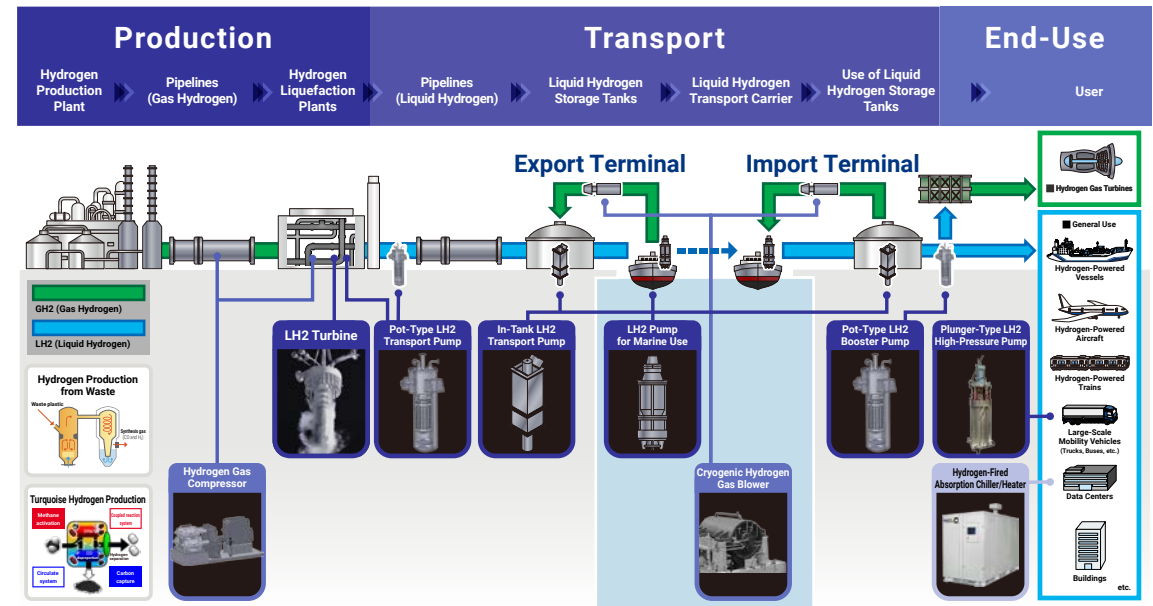 Production
Transport
End-Use
Hydrogen
Production
Plant
Pipelines
(Gas Hydrogen)
Hydrogen
Liquefaction
Plants
Pipelines
(Liquid Hydrogen)
Liquid Hydrogen
Storage Tanks
Liquid Hydrogen
Transport Carrier
Use of Liquid
Hydrogen Storage
Tanks
User
Export Terminal
Import Terminal
Hydrogen Gas Turbines
General Use
Hydrogen-Powered
Vessels
Hydrogen-Powered
Aircraft
Hydrogen-Powered
Trains
Large-Scale
Mobility Vehicles
(Trucks, Buses, etc.)
Data Centers
Buildings
etc.
GH2 (Gas Hydrogen)
LH2 (Liquid Hydrogen)
LH2 Turbine
Pot-Type LH2
Transport Pump
In-Tank LH2
Transport Pump
LH2 Pump
for Marine Use
Pot-Type LH2
Booster Pump
Plunger-Type LH2
High-Pressure Pump
Hydrogen Production
from Waste
Waste plastic
Synthesis gas
(CO and H₂)
Hydrogen Gas
Compressor
Cryogenic Hydrogen
Gas Blower
Hydrogen-Fired
Absorption Chiller/Heater
Turquoise Hydrogen Production
Methane
activation
Coupled reaction
system
Hydrogen
separation
Circulate
system
Carbon
capture